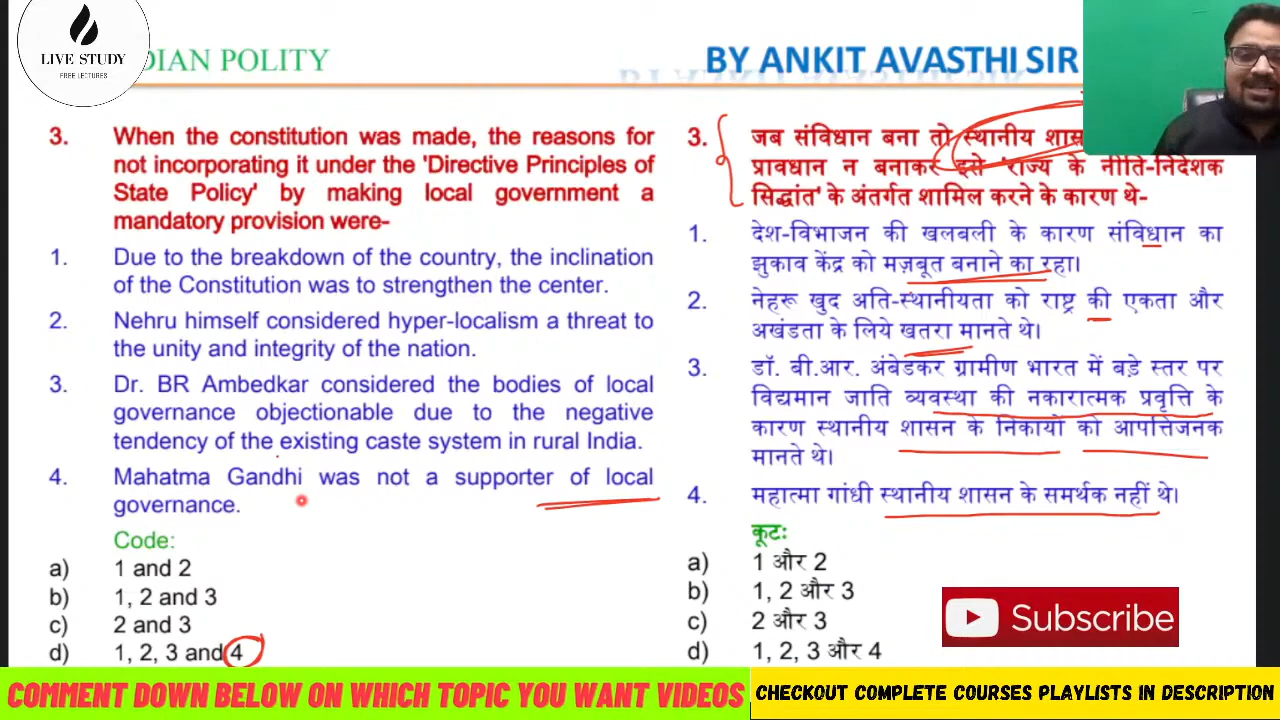 LIVE STUDY
FREE LECTURES
DIAN POLITY
BY ANKIT AVASTHI SIR
3. When the constitution was made, the reasons for
not incorporating it under the 'Directive Principles of
State Policy' by making local government a
mandatory provision were-
1. Due to the breakdown of the country, the inclination
of the Constitution was to strengthen the center.
2. Nehru himself considered hyper-localism a threat to
the unity and integrity of the nation.
3. Dr. BR Ambedkar considered the bodies of local
governance objectionable due to the negative
tendency of the existing caste system in rural India.
4. Mahatma Gandhi was not a supporter of local
governance.
Code:
a) 1 and 2
b) 1, 2 and 3
c) 2 and 3
d) 1, 2, 3 and 4
3. जब संविधान बना तो स्थानीय
प्रावधान न बनाकर इसे 'राज्य के नीति-निदेशक
सिद्धांत' के अंतर्गत शामिल करने के कारण थे-
1. देश-विभाजन की खलबली के कारण संविधान का
झुकाव केंद्र को मज़बूत बनाने का रहा।
2. नेहरू खुद अति-स्थानीयता को राष्ट्र की एकता और
अखंडता के लिये खतरा मानते थे।
3. डॉ. बी.आर. अंबेडकर ग्रामीण भारत में बड़े स्तर पर
विद्यमान जाति व्यवस्था की नकारात्मक प्रवृत्ति के
कारण स्थानीय शासन के निकायों को आपत्तिजनक
मानते थे।
4. महात्मा गांधी स्थानीय शासन के समर्थक नहीं थे।
कूटः
a) 1 और 2
b) 1, 2 और 3
c) 2 और 3
d) 1, 2, 3 और 4
Subscribe
COMMENT DOWN BELOW ON WHICH TOPIC YOU WANT VIDEOS
CHECKOUT COMPLETE COURSES PLAYLISTS IN DESCRIPTION